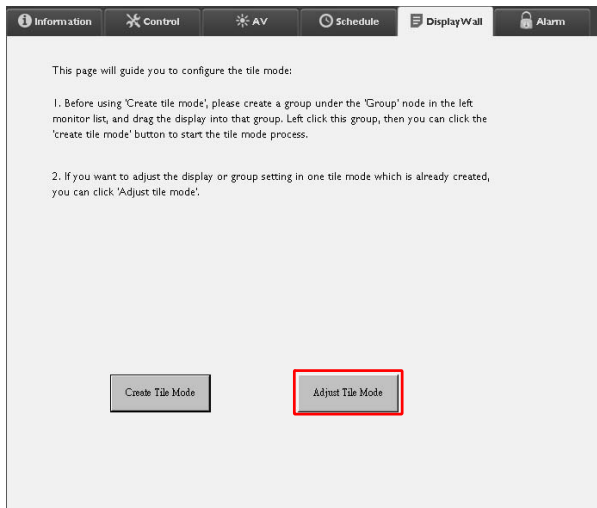 Information Control AV Schedule DisplayWall Alarm
This page will guide you to configure the tile mode:
1. Before using 'Create tile mode', please create a group under the 'Group' node in the left
monitor list, and drag the display into that group. Left click this group, then you can click the
'create tile mode' button to start the tile mode process.
2. If you want to adjust the display or group setting in one tile mode which is already created,
you can click 'Adjust tile mode'.
Create Tile Mode Adjust Tile Mode